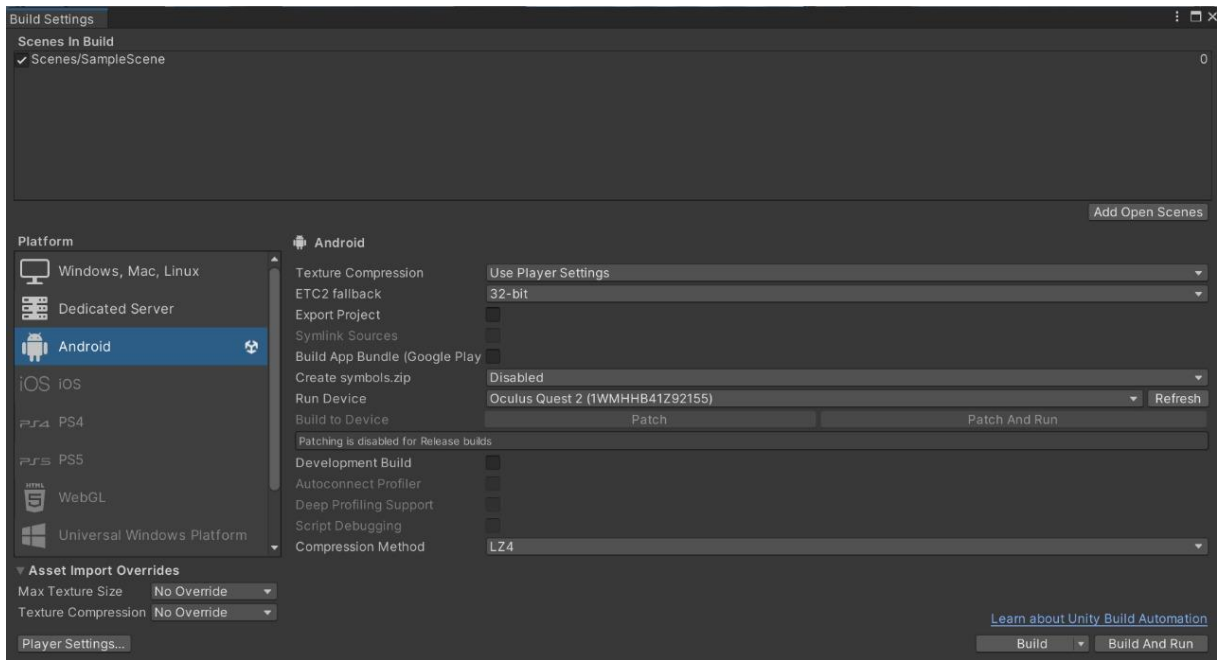 Build Settings
Scenes In Build
Scenes/SampleScene 0
Add Open Scenes
Platform
Windows, Mac, Linux
Dedicated Server
Android
iOS iOS
PS4 PS4
PS5 PS5
HTML 5 WebGL
Universal Windows Platform
Android
Texture Compression Use Player Settings
ETC2 fallback 32-bit
Export Project
Symlink Sources
Build App Bundle (Google Play
Create symbols.zip Disabled
Run Device Oculus Quest 2 (1WMHHB41Z92155) Refresh
Build to Device Patch Patch And Run
Patching is disabled for Release builds
Development Build
Autoconnect Profiler
Deep Profiling Support
Script Debugging
Compression Method LZ4
Asset Import Overrides
Max Texture Size No Override
Texture Compression No Override
Learn about Unity Build Automation
Player Settings... Build Build And Run